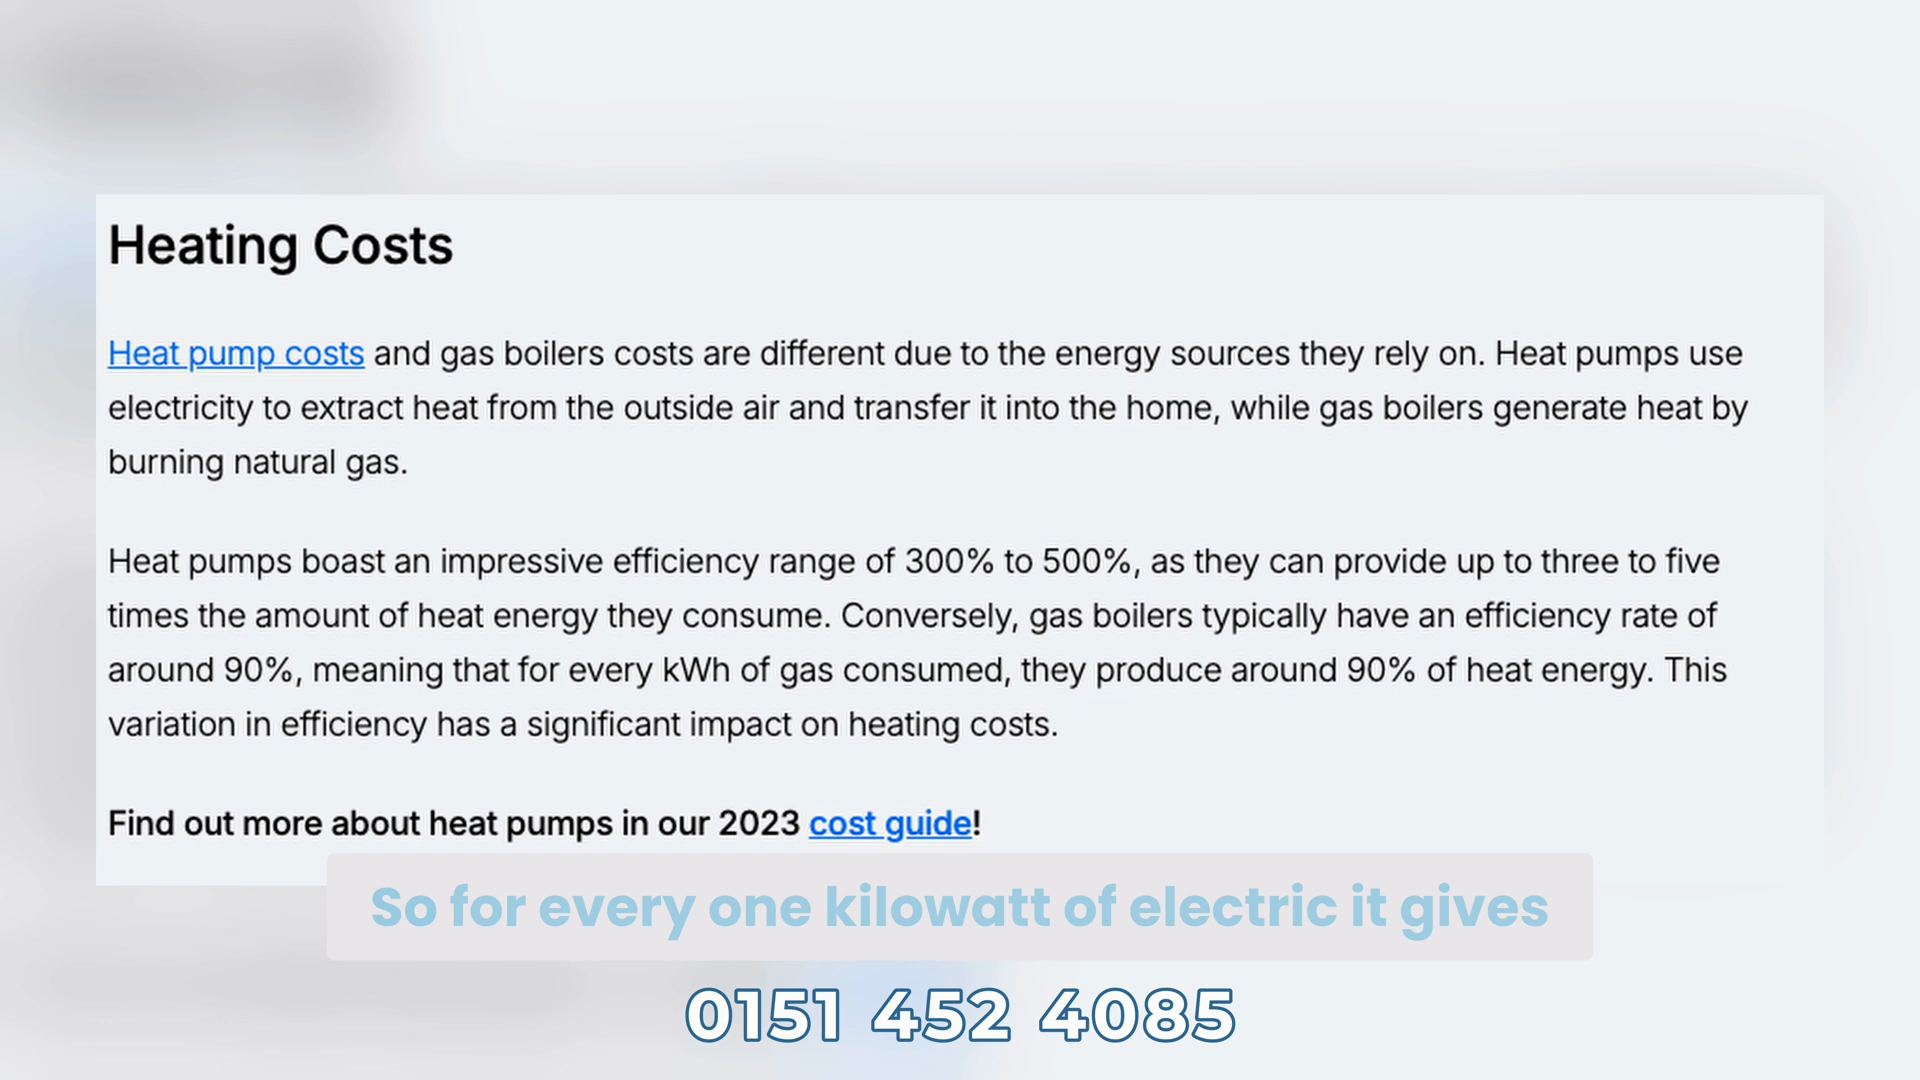 Heating Costs
Heat pump costs and gas boilers costs are different due to the energy sources they rely on. Heat pumps use
electricity to extract heat from the outside air and transfer it into the home, while gas boilers generate heat by
burning natural gas.
Heat pumps boast an impressive efficiency range of 300% to 500%, as they can provide up to three to five
times the amount of heat energy they consume. Conversely, gas boilers typically have an efficiency rate of
around 90%, meaning that for every kWh of gas consumed, they produce around 90% of heat energy. This
variation in efficiency has a significant impact on heating costs.
Find out more about heat pumps in our 2023 cost guide!
So for every one kilowatt of electric it gives
0151 452 4085